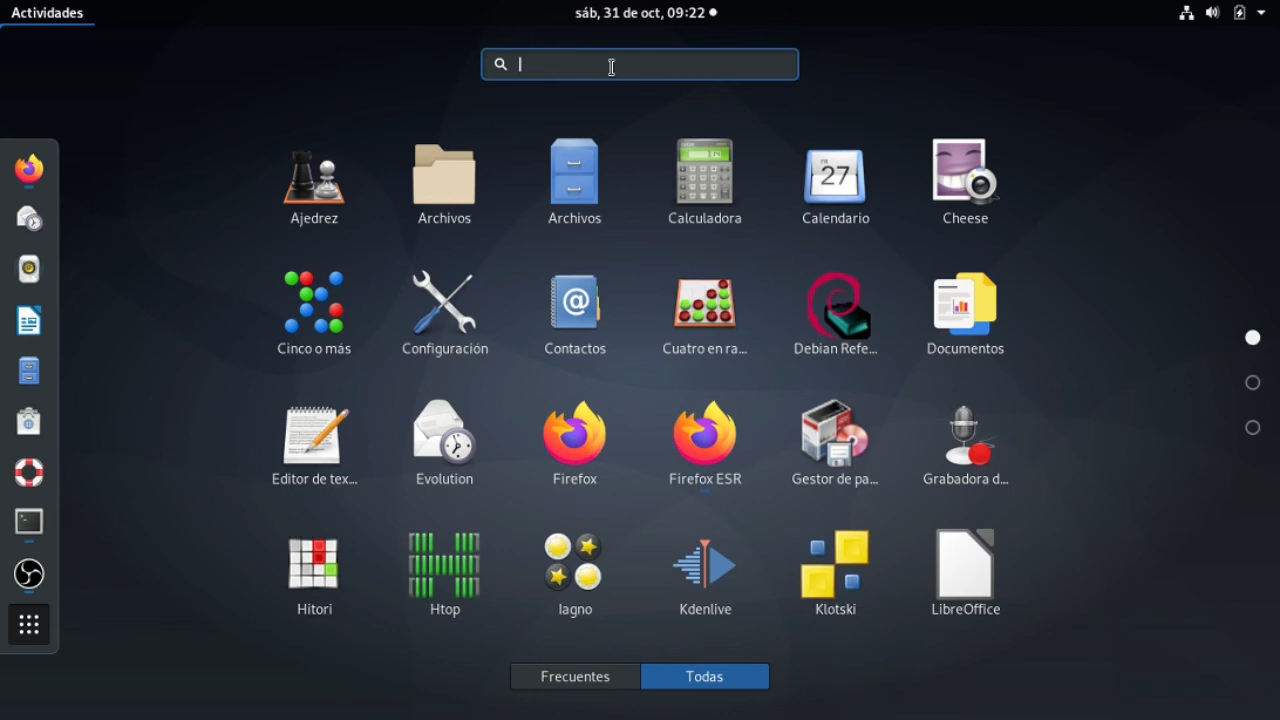 Actividades
sáb, 31 de oct, 09:22
Ajedrez
Archivos
Archivos
Calculadora
27
Calendario
Cheese
Cinco o más
Configuración
@
Contactos
Cuatro en ra...
Debian Refe...
Documentos
Editor de tex...
Evolution
Firefox
Firefox ESR
Gestor de pa...
Grabadora d...
Hitori
Htop
Iagno
Kdenlive
Klotski
LibreOffice
Frecuentes
Todas